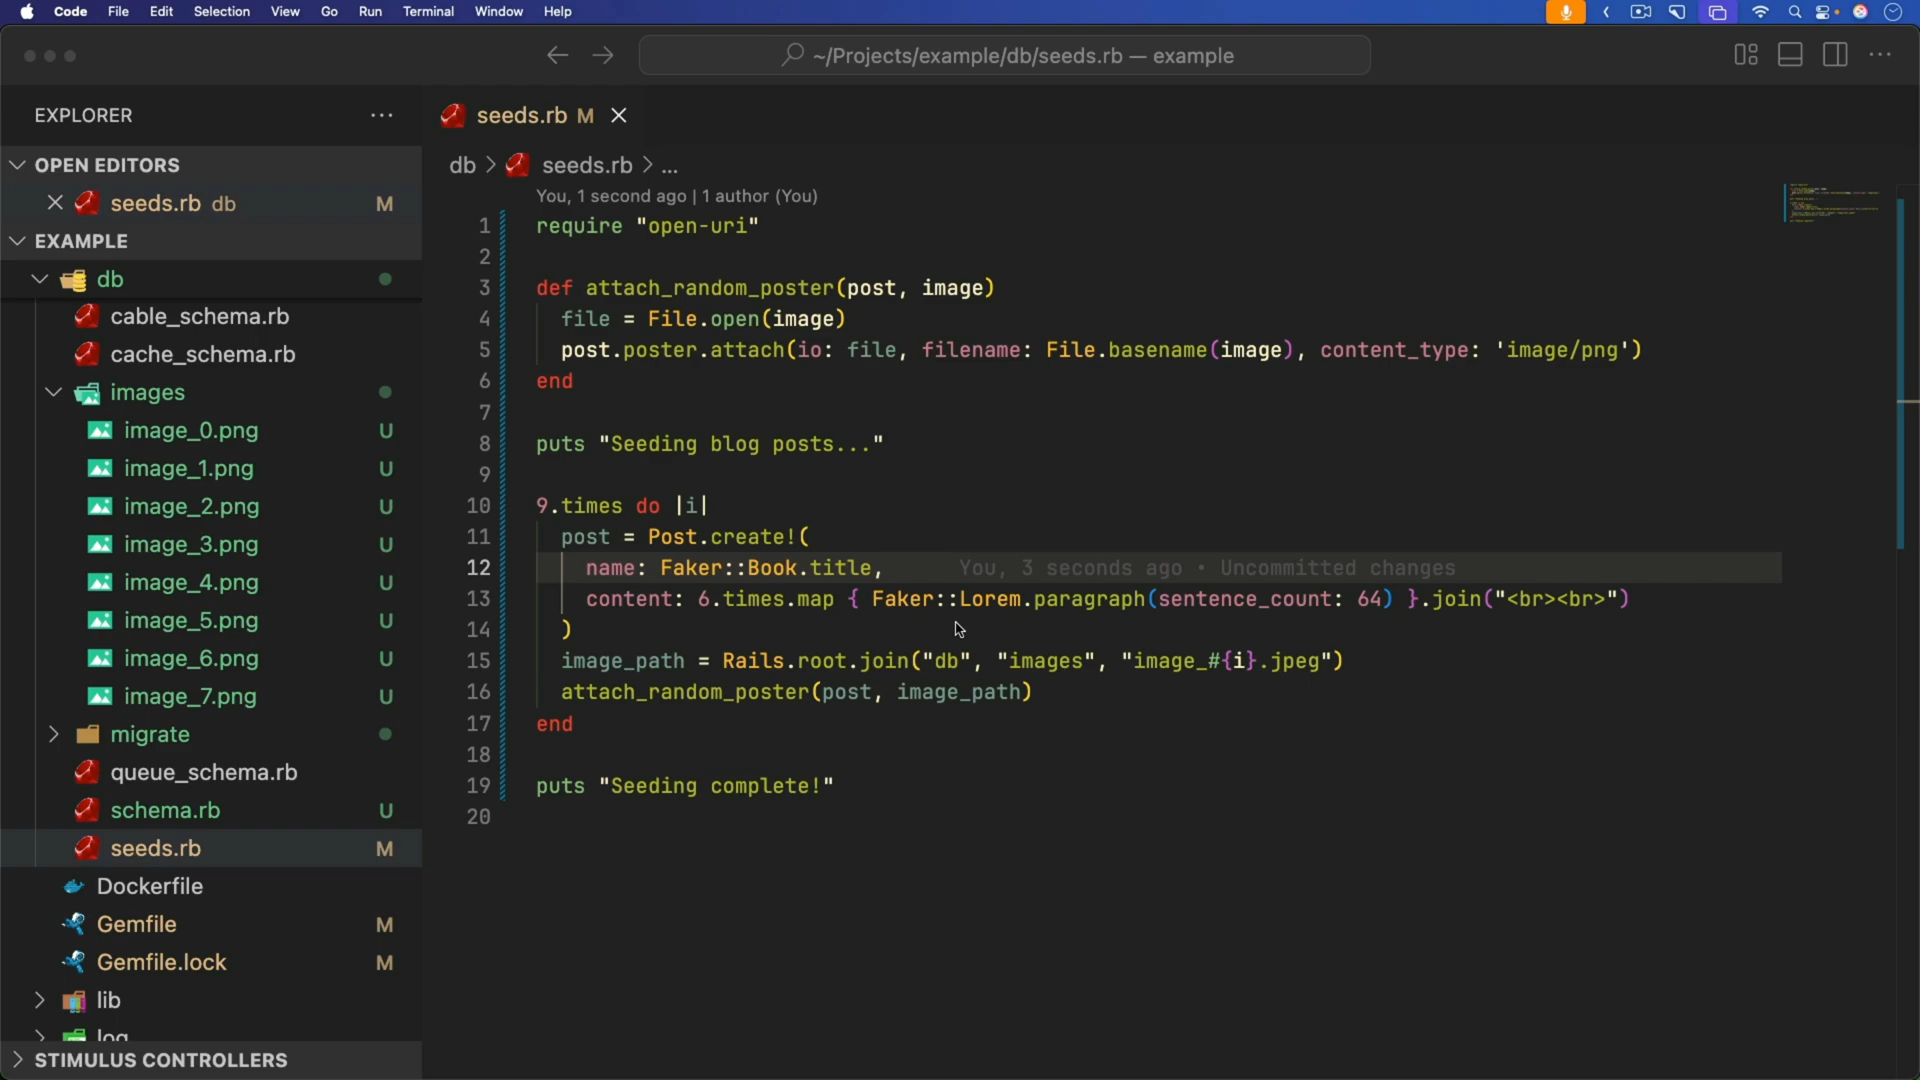 Code File Edit Selection View Go Run Terminal Window Help
~/Projects/example/db/seeds.rb — example
EXPLORER
OPEN EDITORS
seeds.rb db M
EXAMPLE
db
cable_schema.rb
cache_schema.rb
images
image_0.png U
image_1.png U
image_2.png U
image_3.png U
image_4.png U
image_5.png U
image_6.png U
image_7.png U
migrate
queue_schema.rb
schema.rb U
seeds.rb M
Dockerfile
Gemfile M
Gemfile.lock M
lib
log
STIMULUS CONTROLLERS
seeds.rb M
db > seeds.rb > ...
You, 1 second ago | 1 author (You)
1 require "open-uri"
2
3 def attach_random_poster(post, image)
4 file = File.open(image)
5 post.poster.attach(io: file, filename: File.basename(image), content_type: 'image/png')
6 end
7
8 puts "Seeding blog posts..."
9
10 9.times do |i|
11 post = Post.create!(
12 name: Faker::Book.title, You, 3 seconds ago • Uncommitted changes
13 content: 6.times.map { Faker::Lorem.paragraph(sentence_count: 64) }.join("<br><br>")
14 )
15 image_path = Rails.root.join("db", "images", "image_#{i}.jpeg")
16 attach_random_poster(post, image_path)
17 end
18
19 puts "Seeding complete!"
20